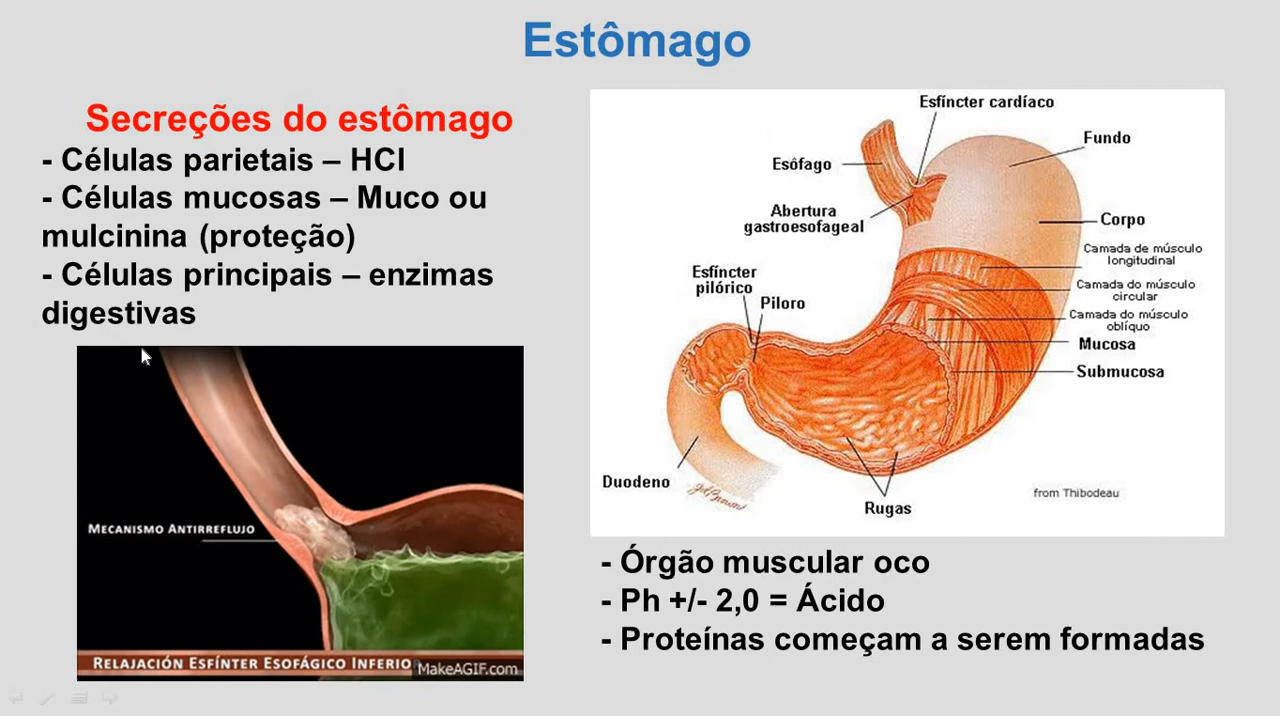 Estômago
Secreções do estômago
- Células parietais – HCl
- Células mucosas – Muco ou
mulcinina (proteção)
- Células principais – enzimas
digestivas
MECANISMO ANTIRREFLUJO
RELAJACIÓN ESFÍNTER ESOFÁGICO INFERIO
MakeAGIF.com
Esfíncter cardíaco
Fundo
Esôfago
Abertura
gastroesofageal
Corpo
Camada de músculo
longitudinal
Esfíncter
pilórico
Piloro
Camada do músculo
circular
Camada do músculo
oblíquo
Mucosa
Submucosa
Duodeno
Rugas
from Thibodeau
- Órgão muscular oco
- Ph +/- 2,0 = Ácido
- Proteínas começam a serem formadas